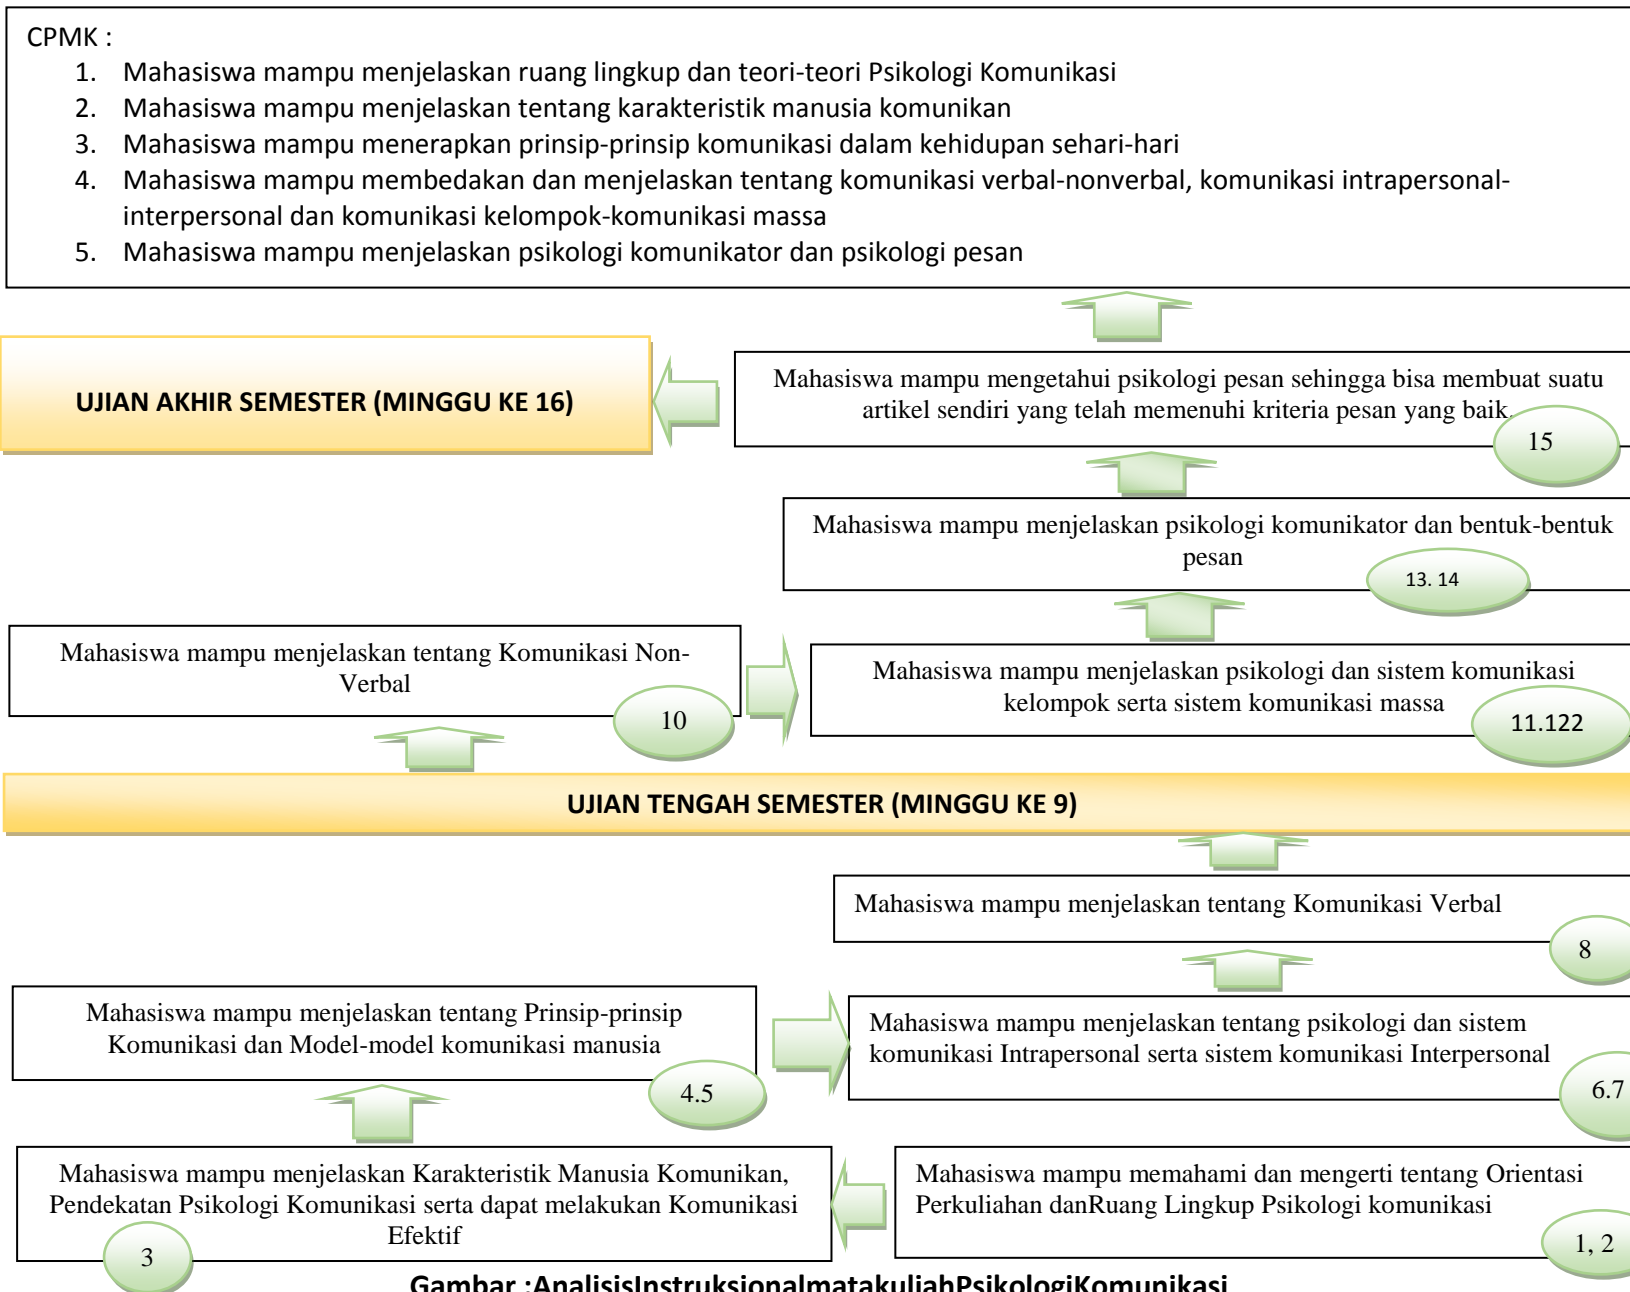 CPMK :
1. Mahasiswa mampu menjelaskan ruang lingkup dan teori-teori Psikologi Komunikasi
2. Mahasiswa mampu menjelaskan tentang karakteristik manusia komunikan
3. Mahasiswa mampu menerapkan prinsip-prinsip komunikasi dalam kehidupan sehari-hari
4. Mahasiswa mampu membedakan dan menjelaskan tentang komunikasi verbal-nonverbal, komunikasi intrapersonal-
interpersonal dan komunikasi kelompok-komunikasi massa
5. Mahasiswa mampu menjelaskan psikologi komunikator dan psikologi pesan
UJIAN AKHIR SEMESTER (MINGGU KE 16)
Mahasiswa mampu mengetahui psikologi pesan sehingga bisa membuat suatu
artikel sendiri yang telah memenuhi kriteria pesan yang baik.
15
Mahasiswa mampu menjelaskan psikologi komunikator dan bentuk-bentuk
pesan
13. 14
Mahasiswa mampu menjelaskan tentang Komunikasi Non-
Verbal
10
Mahasiswa mampu menjelaskan psikologi dan sistem komunikasi
kelompok serta sistem komunikasi massa
11.122
UJIAN TENGAH SEMESTER (MINGGU KE 9)
Mahasiswa mampu menjelaskan tentang Komunikasi Verbal
8
Mahasiswa mampu menjelaskan tentang Prinsip-prinsip
Komunikasi dan Model-model komunikasi manusia
4.5
Mahasiswa mampu menjelaskan tentang psikologi dan sistem
komunikasi Intrapersonal serta sistem komunikasi Interpersonal
6.7
Mahasiswa mampu menjelaskan Karakteristik Manusia Komunikan,
Pendekatan Psikologi Komunikasi serta dapat melakukan Komunikasi
Efektif
3
Mahasiswa mampu memahami dan mengerti tentang Orientasi
Perkuliahan danRuang Lingkup Psikologi komunikasi
1, 2
Gambar :AnalisisInstruksionalmatakuliahPsikologiKomunikasi